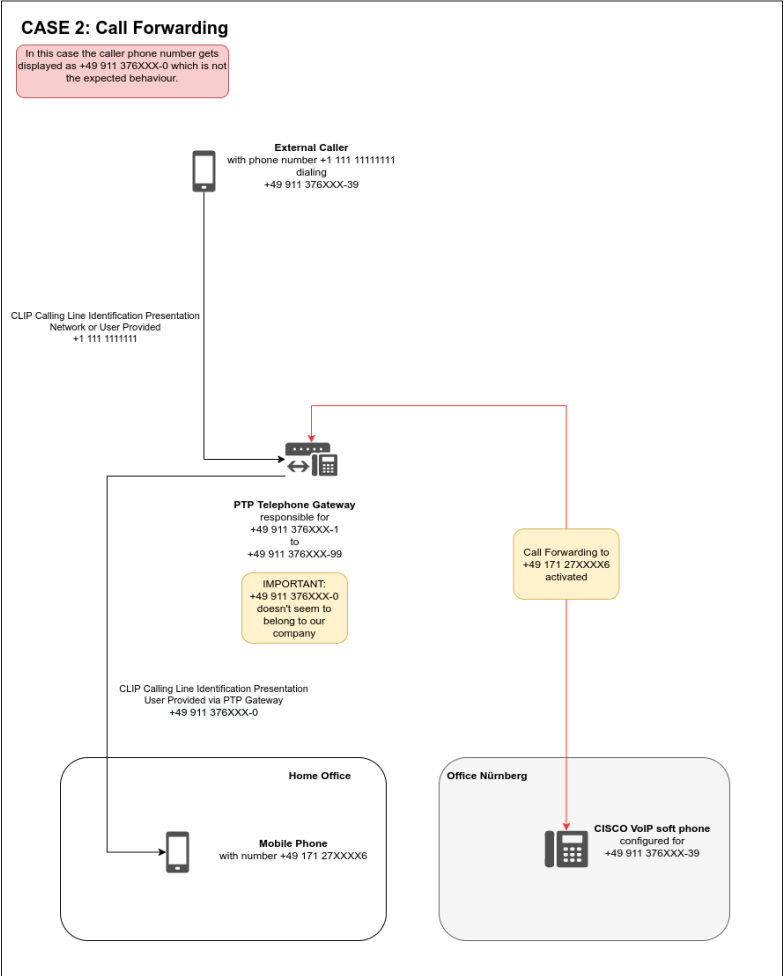 CASE 2: Call Forwarding
In this case the caller phone number gets
displayed as +49 911 376XXX-0 which is not
the expected behaviour.
External Caller
with phone number +1 111 11111111
dialing
+49 911 376XXX-39
CLIP Calling Line Identification Presentation
Network or User Provided
+1 111 1111111
PTP Telephone Gateway
responsible for
+49 911 376XXX-1
to
+49 911 376XXX-99
Call Forwarding to
+49 171 27XXXX6
activated
IMPORTANT:
+49 911 376XXX-0
doesn't seem to
belong to our
company
CLIP Calling Line Identification Presentation
User Provided via PTP Gateway
+49 911 376XXX-0
Home Office
Mobile Phone
with number +49 171 27XXXX6
Office Nürnberg
CISCO VoIP soft phone
configured for
+49 911 376XXX-39